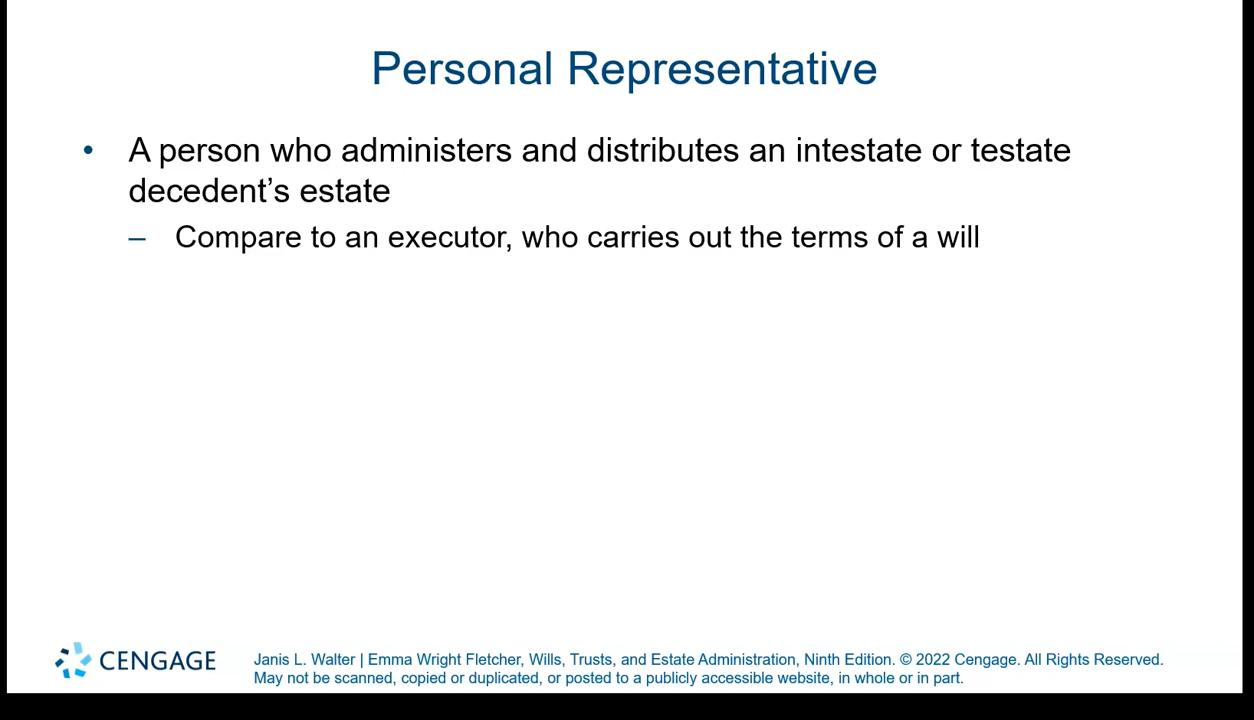 Personal Representative
• A person who administers and distributes an intestate or testate
decedent’s estate
– Compare to an executor, who carries out the terms of a will
CENGAGE
Janis L. Walter | Emma Wright Fletcher, Wills, Trusts, and Estate Administration, Ninth Edition. © 2022 Cengage. All Rights Reserved.
May not be scanned, copied or duplicated, or posted to a publicly accessible website, in whole or in part.